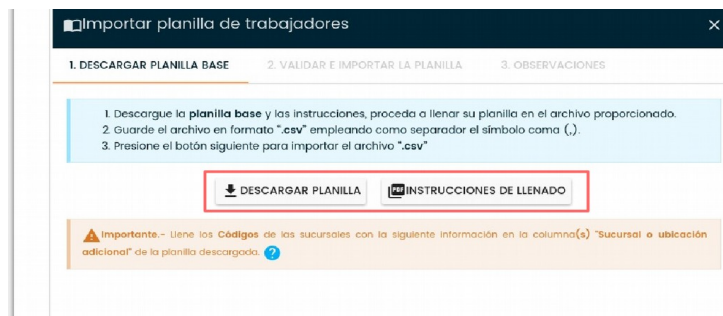 Importar planilla de trabajadores
1. DESCARGAR PLANILLA BASE 2. VALIDAR E IMPORTAR LA PLANILLA 3. OBSERVACIONES
1. Descargue la planilla base y las instrucciones, proceda a llenar su planilla en el archivo proporcionado.
2. Guarde el archivo en formato ".csv" empleando como separador el símbolo coma (,).
3. Presione el botón siguiente para importar el archivo ".csv"
DESCARGAR PLANILLA PDF INSTRUCCIONES DE LLENADO
Importante.- Llene los Códigos de las sucursales con la siguiente información en la columna(s) "Sucursal o ubicación
adicional" de la planilla descargada. ?